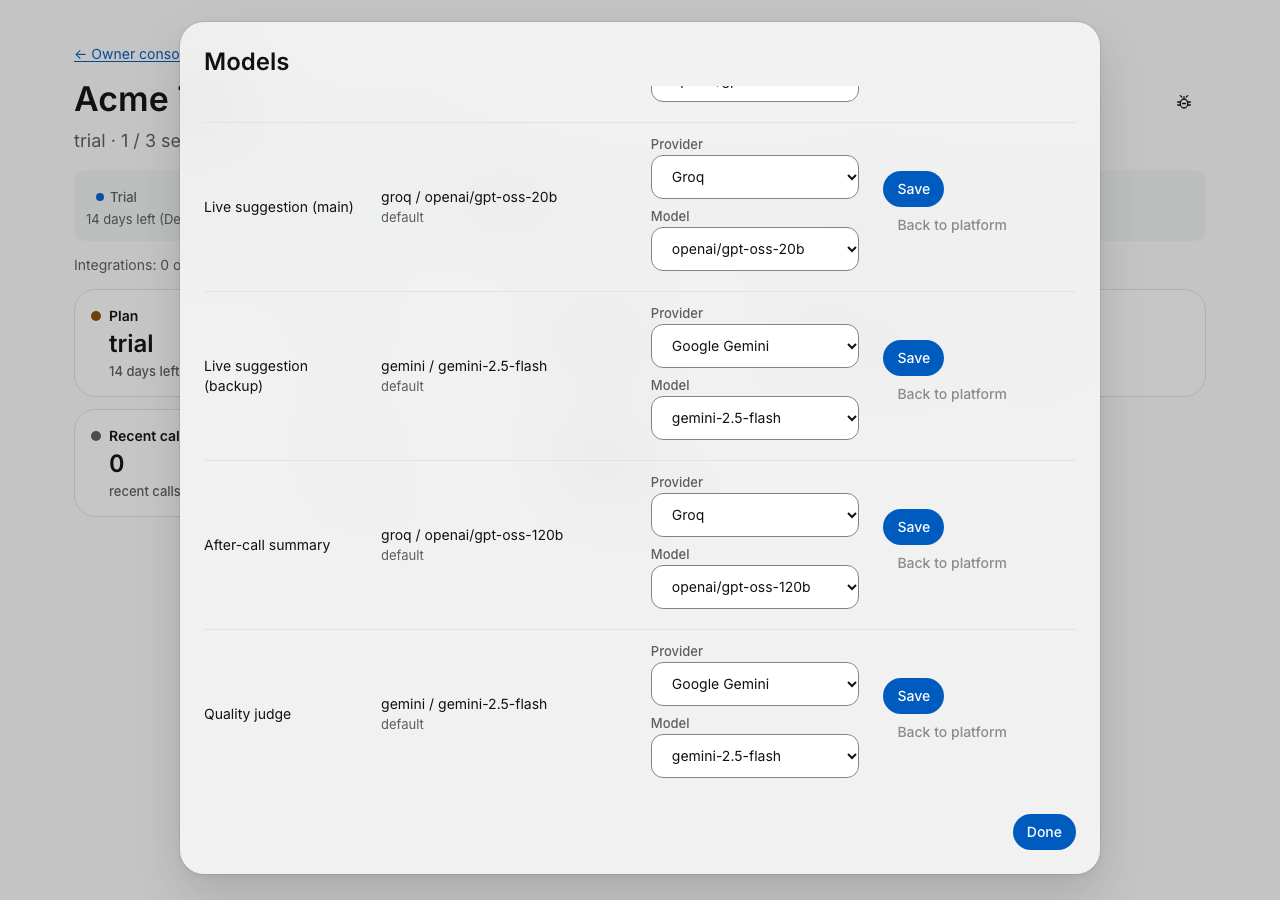 ← Owner conso
Acme
trial · 1 / 3 se
Trial
14 days left (De
Integrations: 0 o
Plan
trial
14 days left
Recent cal
0
recent calls
Models
Live suggestion (main)
groq / openai/gpt-oss-20b
default
Provider
Groq
Model
openai/gpt-oss-20b
Save
Back to platform
Live suggestion
(backup)
gemini / gemini-2.5-flash
default
Provider
Google Gemini
Model
gemini-2.5-flash
Save
Back to platform
After-call summary
groq / openai/gpt-oss-120b
default
Provider
Groq
Model
openai/gpt-oss-120b
Save
Back to platform
Quality judge
gemini / gemini-2.5-flash
default
Provider
Google Gemini
Model
gemini-2.5-flash
Save
Back to platform
Done